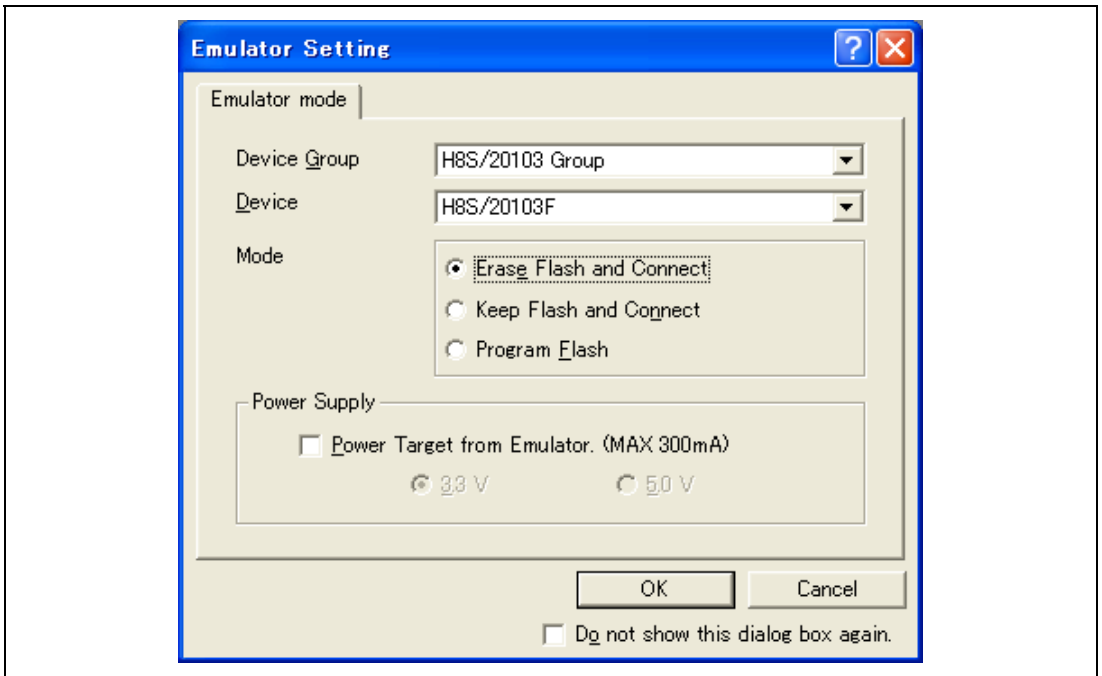 Emulator Setting
Emulator mode
Device Group
H8S/20103 Group
Device
H8S/20103F
Mode
Erase Flash and Connect
Keep Flash and Connect
Program Flash
Power Supply
Power Target from Emulator. (MAX 300mA)
3.3 V
5.0 V
OK
Cancel
Do not show this dialog box again.